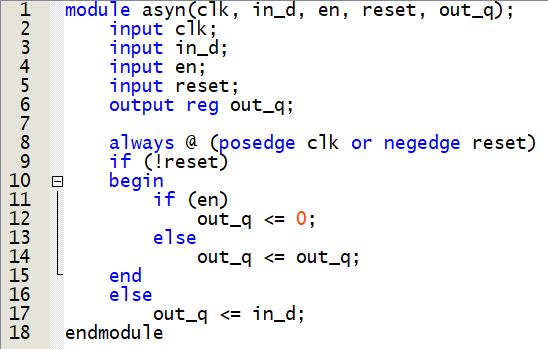 1 module asyn(clk, in_d, en, reset, out_q);
2     input clk;
3     input in_d;
4     input en;
5     input reset;
6     output reg out_q;
7
8     always @ (posedge clk or negedge reset)
9     if (!reset)
10     begin
11         if (en)
12             out_q <= 0;
13         else
14             out_q <= out_q;
15     end
16     else
17         out_q <= in_d;
18 endmodule